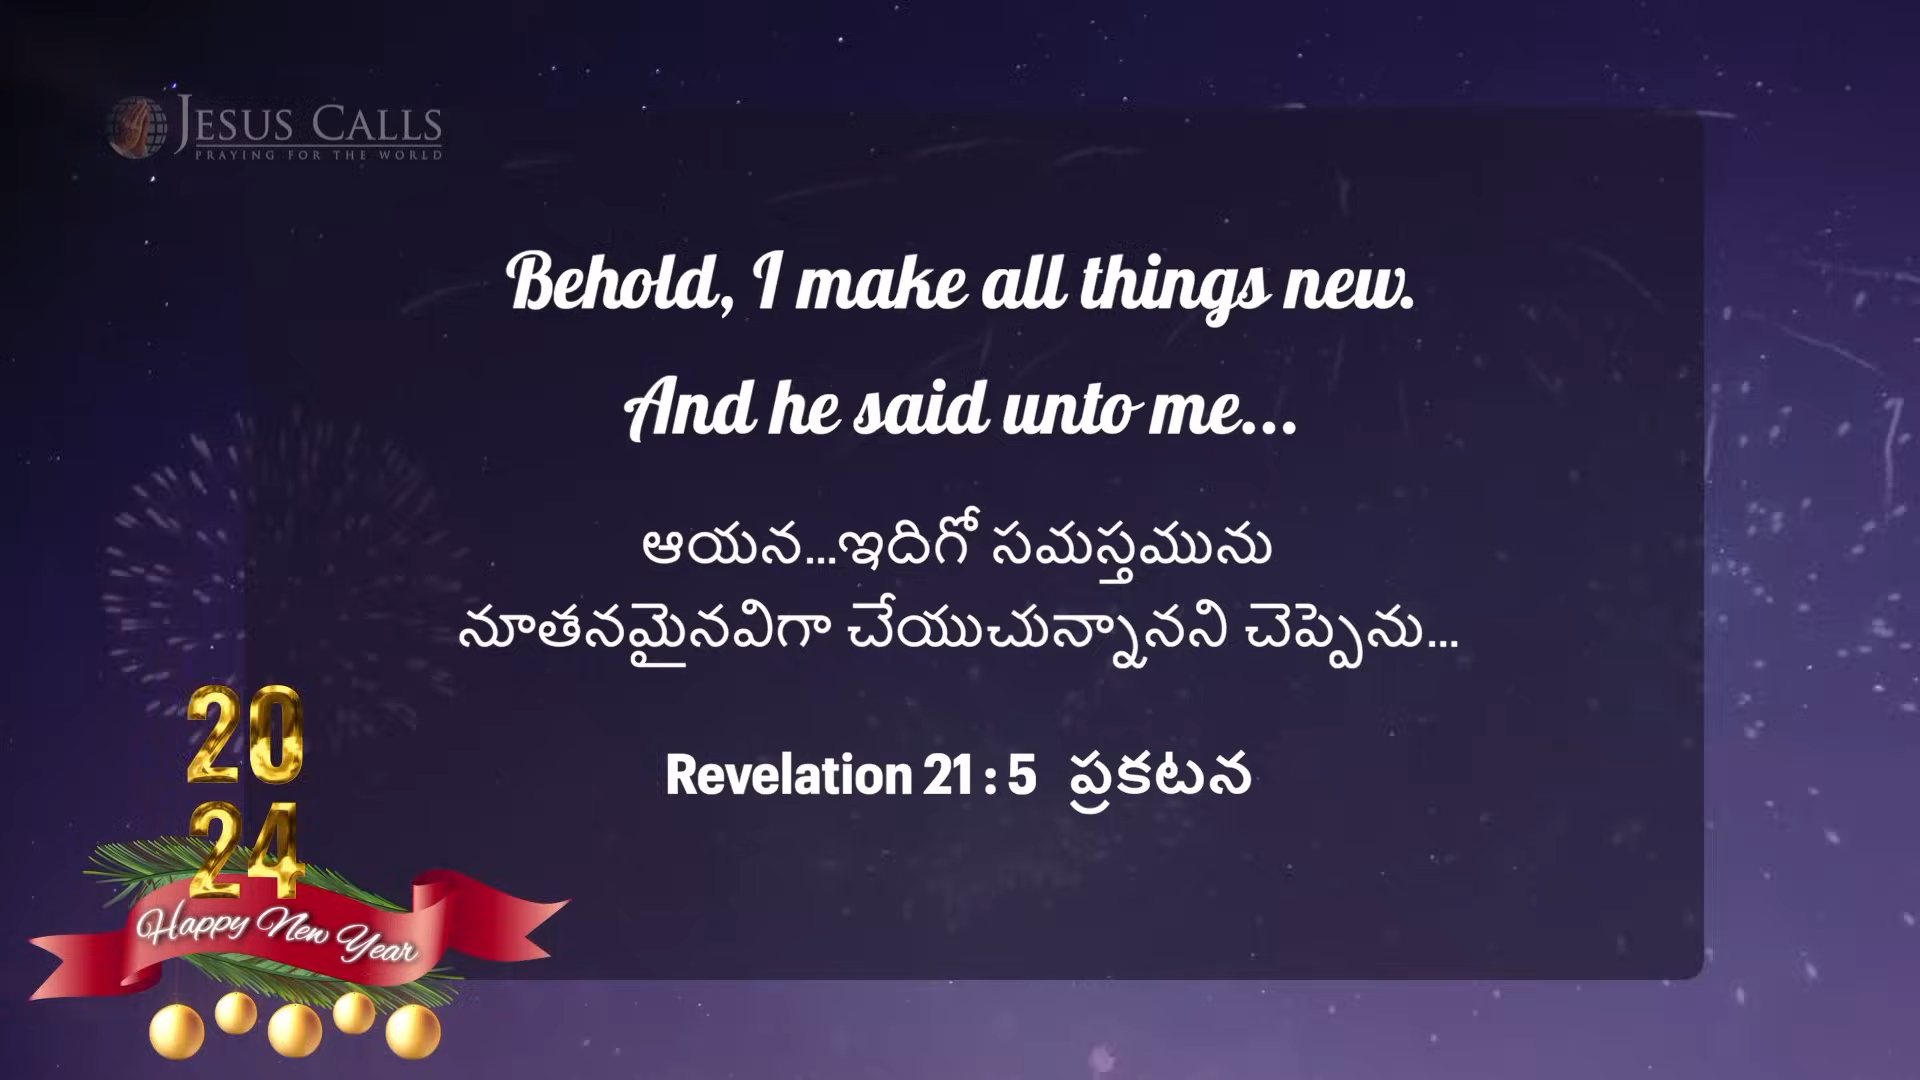 JESUS CALLS
PRAYING FOR THE WORLD
Behold, I make all things new.
And he said unto me...
ఆయన...ఇదిగో సమస్తమును
నూతనమైనవిగా చేయుచున్నానని చెప్పెను...
Revelation 21 : 5 ప్రకటన
20
24
Happy New Year